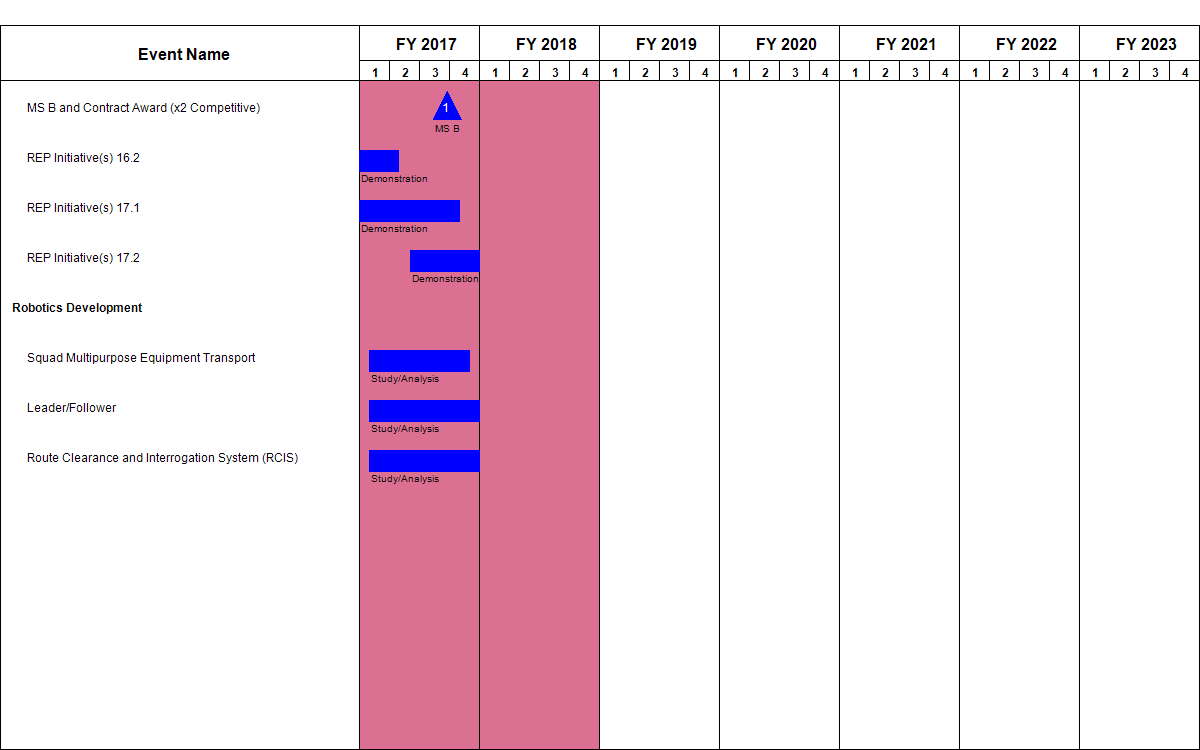 Event Name
FY 2017 FY 2018 FY 2019 FY 2020 FY 2021 FY 2022 FY 2023
1 2 3 4 1 2 3 4 1 2 3 4 1 2 3 4 1 2 3 4 1 2 3 4 1 2 3 4
MS B and Contract Award (x2 Competitive) 1
MS B
REP Initiative(s) 16.2
Demonstration
REP Initiative(s) 17.1
Demonstration
REP Initiative(s) 17.2
Demonstration
Robotics Development
Squad Multipurpose Equipment Transport
Study/Analysis
Leader/Follower
Study/Analysis
Route Clearance and Interrogation System (RCIS)
Study/Analysis